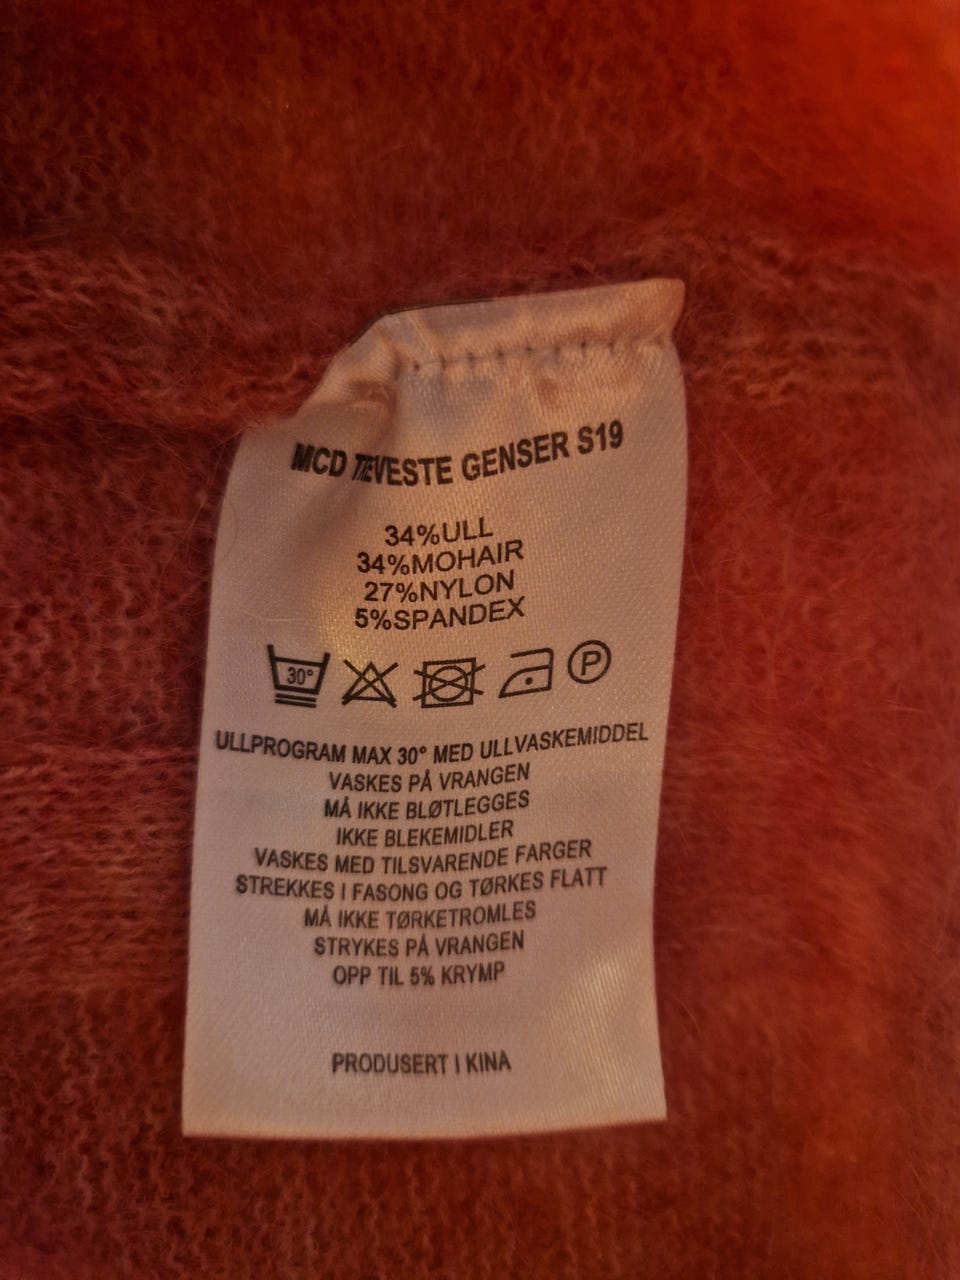 MCD GENSER S19
34%ULL
34%MOHAIR
27%NYLON
5%SPANDEX
30°
P
ULLPROGRAM MAX 30° MED ULLVASKEMIDDEL
VASKES PÅ VRANGEN
MÅ IKKE BLØTLEGGES
IKKE BLEKEMIDLER
VASKES MED TILSVARENDE FARGER
STREKKES I FASONG OG TØRKES FLATT
MÅ IKKE TØRKETROMLES
STRYKES PÅ VRANGEN
OPP TIL 5% KRYMP
PRODUSERT I KINA